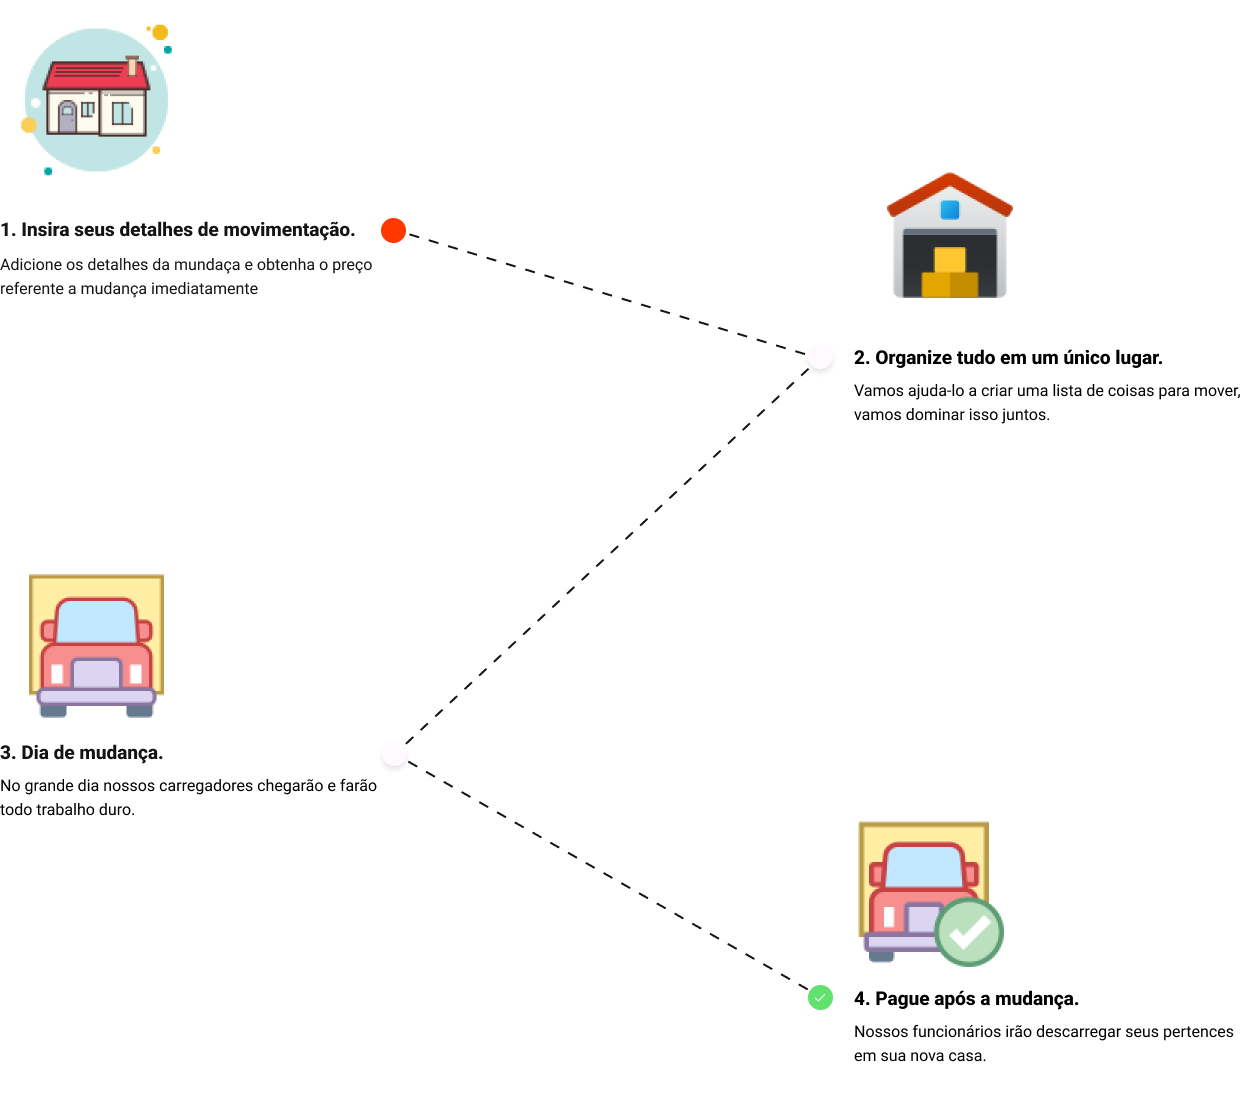 1. Insira seus detalhes de movimentação.
Adicione os detalhes da mundaça e obtenha o preço
referente a mudança imediatamente
2. Organize tudo em um único lugar.
Vamos ajuda-lo a criar uma lista de coisas para mover,
vamos dominar isso juntos.
3. Dia de mudança.
No grande dia nossos carregadores chegarão e farão
todo trabalho duro.
4. Pague após a mudança.
Nossos funcionários irão descarregar seus pertences
em sua nova casa.